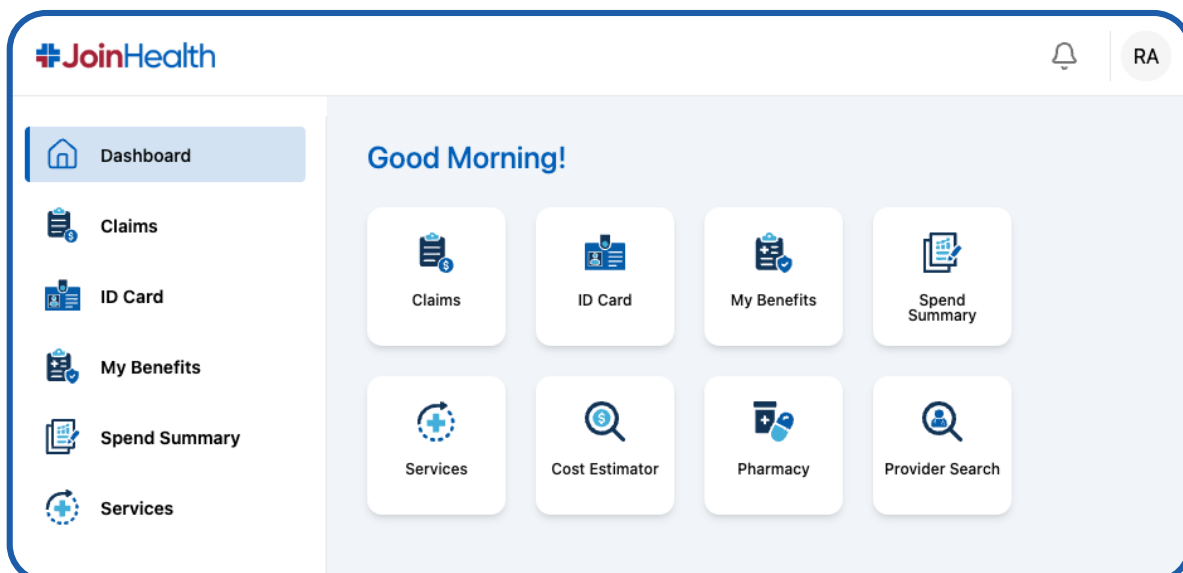 JoinHealth
RA
Dashboard
Claims
ID Card
My Benefits
Spend Summary
Services
Good Morning!
Claims
ID Card
My Benefits
Spend
Summary
Services
Cost Estimator
Pharmacy
Provider Search